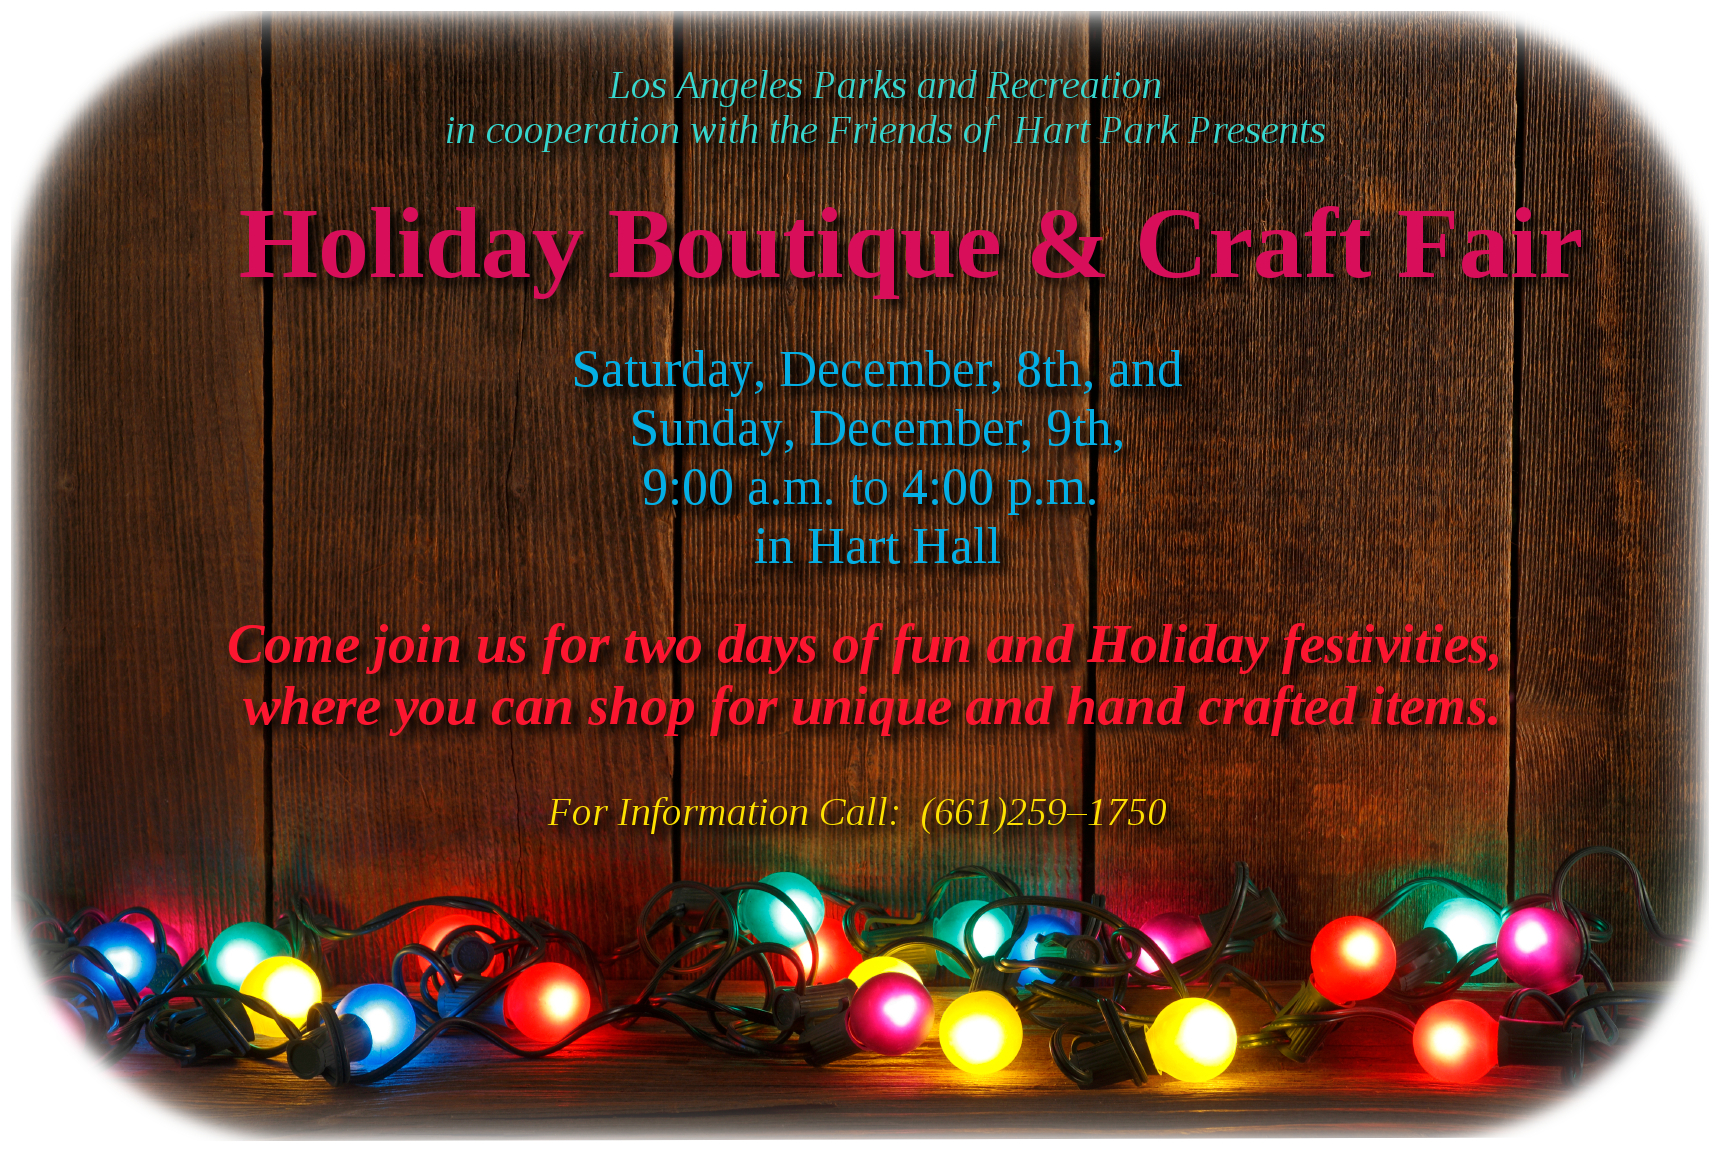 Los Angeles Parks and Recreation
in cooperation with the Friends of Hart Park Presents
Holiday Boutique & Craft Fair
Saturday, December, 8th, and
Sunday, December, 9th,
9:00 a.m. to 4:00 p.m.
in Hart Hall
Come join us for two days of fun and Holiday festivities,
where you can shop for unique and hand crafted items.
For Information Call: (661)259–1750